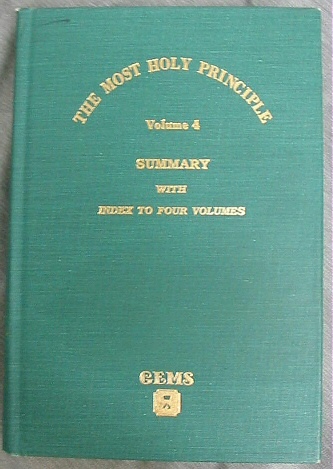 THE MOST HOLY PRINCIPLE
Volume 4
SUMMARY
WITH
INDEX TO FOUR VOLUMES
GEMS